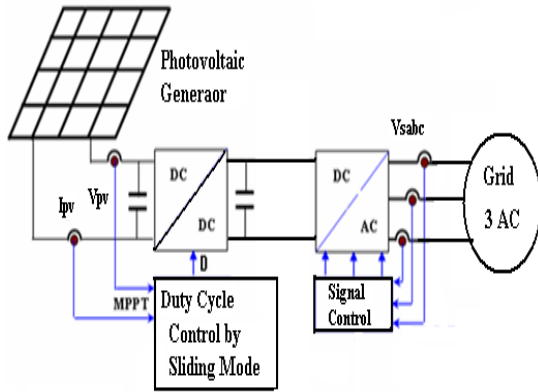 Photovoltaic
Generaor
Vsabc
Grid
3 AC
DC
DC
DC
AC
Vpv
Ipv
D
MPPT
Duty Cycle
Control by
Sliding Mode
Signal
Control